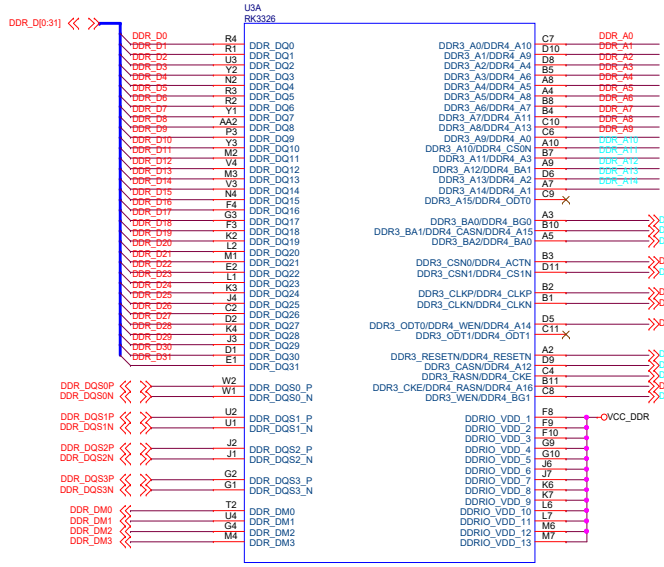 U3A
RK3326
DDR_D[0:31]
DDR_D0 R4 DDR_DQ0 DDR3_A0/DDR4_A10 C7 DDR_A0
DDR_D1 R1 DDR_DQ1 DDR3_A1/DDR4_A9 D10 DDR_A1
DDR_D2 U3 DDR_DQ2 DDR3_A2/DDR4_A4 D8 DDR_A2
DDR_D3 Y2 DDR_DQ3 DDR3_A3/DDR4_A6 B5 DDR_A3
DDR_D4 N2 DDR_DQ4 DDR3_A4/DDR4_A5 A8 DDR_A4
DDR_D5 R3 DDR_DQ5 DDR3_A5/DDR4_A8 A4 DDR_A5
DDR_D6 R2 DDR_DQ6 DDR3_A6/DDR4_A7 B8 DDR_A6
DDR_D7 Y1 DDR_DQ7 DDR3_A7/DDR4_A11 B4 DDR_A7
DDR_D8 AA2 DDR_DQ8 DDR3_A8/DDR4_A13 C10 DDR_A8
DDR_D9 P3 DDR_DQ9 DDR3_A9/DDR4_A0 C6 DDR_A9
DDR_D10 Y3 DDR_DQ10 DDR3_A10/DDR4_CS0N A10 DDR_A10
DDR_D11 M2 DDR_DQ11 DDR3_A11/DDR4_A3 B7 DDR_A11
DDR_D12 V4 DDR_DQ12 DDR3_A12/DDR4_BA1 A9 DDR_A12
DDR_D13 M3 DDR_DQ13 DDR3_A13/DDR4_A2 D6 DDR_A13
DDR_D14 V3 DDR_DQ14 DDR3_A14/DDR4_A1 A7 DDR_A14
DDR_D15 N4 DDR_DQ15 DDR3_A15/DDR4_ODT0 C9
DDR_D16 F4 DDR_DQ16
DDR_D17 G3 DDR_DQ17 DDR3_BA0/DDR4_BG0 A3
DDR_D18 F3 DDR_DQ18 DDR3_BA1/DDR4_CASN/DDR4_A15 B10
DDR_D19 K2 DDR_DQ19 DDR3_BA2/DDR4_BA0 A5
DDR_D20 L2 DDR_DQ20
DDR_D21 M1 DDR_DQ21 DDR3_CSN0/DDR4_ACTN B3
DDR_D22 E2 DDR_DQ22 DDR3_CSN1/DDR4_CS1N D11
DDR_D23 L1 DDR_DQ23
DDR_D24 K3 DDR_DQ24 DDR3_CLKP/DDR4_CLKP B2
DDR_D25 J4 DDR_DQ25 DDR3_CLKN/DDR4_CLKN B1
DDR_D26 C2 DDR_DQ26
DDR_D27 D2 DDR_DQ27 DDR3_ODT0/DDR4_WEN/DDR4_A14 D5
DDR_D28 K4 DDR_DQ28 DDR3_ODT1/DDR4_ODT1 C11
DDR_D29 J3 DDR_DQ29
DDR_D30 D1 DDR_DQ30 DDR3_RESETN/DDR4_RESETN A2
DDR_D31 E1 DDR_DQ31 DDR3_CASN/DDR4_A12 D9
DDR3_RASN/DDR4_CKE C4
DDR_DQS0P W2 DDR_DQS0_P DDR3_CKE/DDR4_RASN/DDR4_A16 B11
DDR_DQS0N W1 DDR_DQS0_N DDR3_WEN/DDR4_BG1 C8
DDR_DQS1P U2 DDR_DQS1_P DDRIO_VDD_1 F8 VCC_DDR
DDR_DQS1N U1 DDR_DQS1_N DDRIO_VDD_2 F9
DDRIO_VDD_3 F10
DDR_DQS2P J2 DDR_DQS2_P DDRIO_VDD_4 G9
DDR_DQS2N J1 DDR_DQS2_N DDRIO_VDD_5 G10
DDRIO_VDD_6 J6
DDR_DQS3P G2 DDR_DQS3_P DDRIO_VDD_7 J7
DDR_DQS3N G1 DDR_DQS3_N DDRIO_VDD_8 K6
DDRIO_VDD_9 K7
DDR_DM0 T2 DDR_DM0 DDRIO_VDD_10 L6
DDR_DM1 U4 DDR_DM1 DDRIO_VDD_11 L7
DDR_DM2 G4 DDR_DM2 DDRIO_VDD_12 M6
DDR_DM3 M4 DDR_DM3 DDRIO_VDD_13 M7